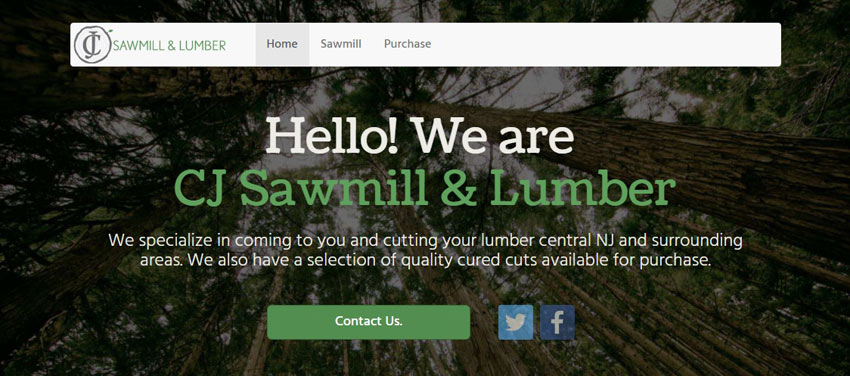 CJ SAWMILL & LUMBER Home Sawmill Purchase
Hello! We are
CJ Sawmill & Lumber
We specialize in coming to you and cutting your lumber central NJ and surrounding
areas. We also have a selection of quality cured cuts available for purchase.
Contact Us.